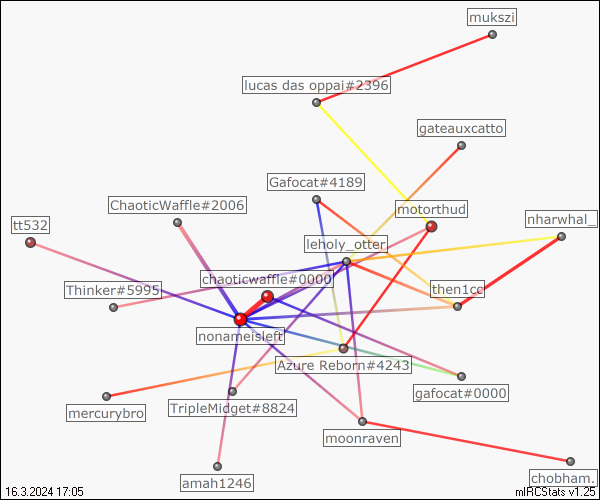 mukszi
lucas das oppai#2396
gateauxcatto
Gafocat#4189
ChaoticWaffle#2006
motorthud
tt532
nharwhal_
leholy_otter
chaoticwaffle#0000
Thinker#5995
then1cc
nonameisleft
Azure Reborn#4243
gafocat#0000
mercurybro
TripleMidget#8824
moonraven
amah1246
chobham.
16.3.2024 17:05
mIRCStats v1.25